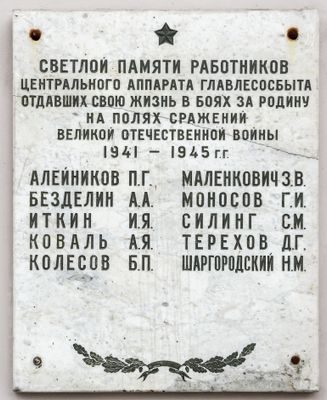 СВЕТЛОЙ ПАМЯТИ РАБОТНИКОВ
ЦЕНТРАЛЬНОГО АППАРАТА ГЛАВЛЕСОСБЫТА
ОТДАВШИХ СВОЮ ЖИЗНЬ В БОЯХ ЗА РОДИНУ
НА ПОЛЯХ СРАЖЕНИЙ
ВЕЛИКОЙ ОТЕЧЕСТВЕННОЙ ВОЙНЫ
1941 – 1945 г.г.
АЛЕЙНИКОВ П.Г.
БЕЗДЕЛИН А.А.
ИТКИН И.Я.
КОВАЛЬ А.Я.
КОЛЕСОВ Б.П.
МАЛЕНКОВИЧ З.В.
МОНОСОВ Г.И.
СИЛИНГ С.М.
ТЕРЕХОВ Д.Г.
ШАРГОРОДСКИЙ Н.М.